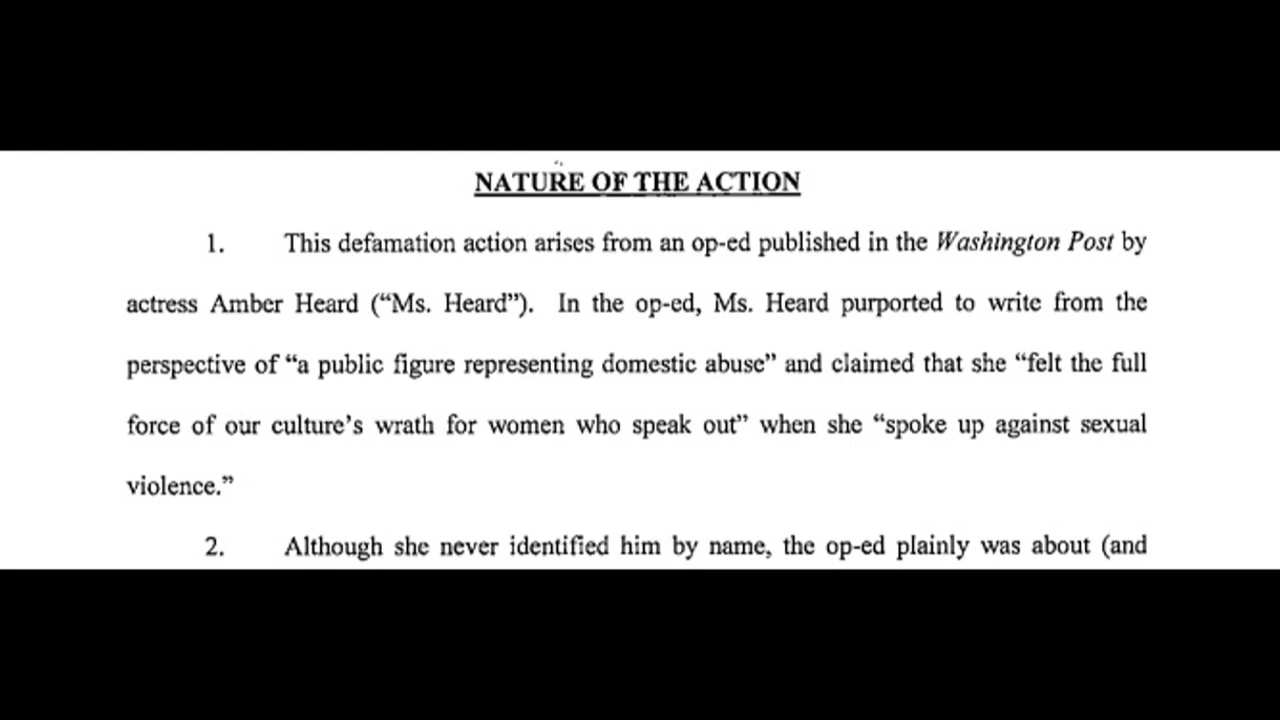 NATURE OF THE ACTION
1. This defamation action arises from an op-ed published in the Washington Post by
actress Amber Heard (“Ms. Heard”). In the op-ed, Ms. Heard purported to write from the
perspective of “a public figure representing domestic abuse” and claimed that she “felt the full
force of our culture’s wrath for women who speak out” when she “spoke up against sexual
violence.”
2. Although she never identified him by name, the op-ed plainly was about (and